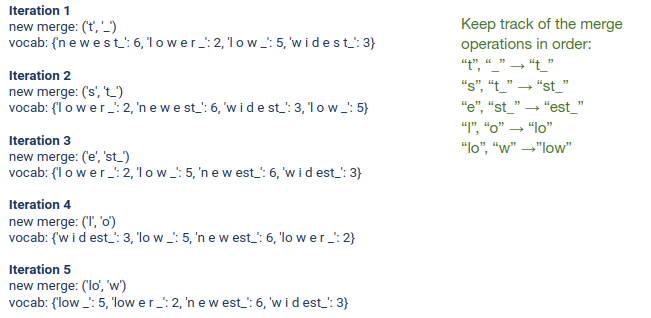 Iteration 1
new merge: ('t', '_')
vocab: {'n e w e s t_': 6, 'l o w e r _': 2, 'l o w _': 5, 'w i d e s t_': 3}
Iteration 2
new merge: ('s', 't_')
vocab: {'l o w e r _': 2, 'n e w e st_': 6, 'w i d e st_': 3, 'l o w _': 5}
Iteration 3
new merge: ('e', 'st_')
vocab: {'l o w e r _': 2, 'l o w _': 5, 'n e w est_': 6, 'w i d est_': 3}
Iteration 4
new merge: ('l', 'o')
vocab: {'w i d est_': 3, 'lo w _': 5, 'n e w est_': 6, 'lo w e r _': 2}
Iteration 5
new merge: ('lo', 'w')
vocab: {'low _': 5, 'low e r _': 2, 'n e w est_': 6, 'w i d est_': 3}
Keep track of the merge
operations in order:
“t”, “_” → “t_”
“s”, “t_” → “st_”
“e”, “st_” → “est_”
“l”, “o” → “lo”
“lo”, “w” →”low”